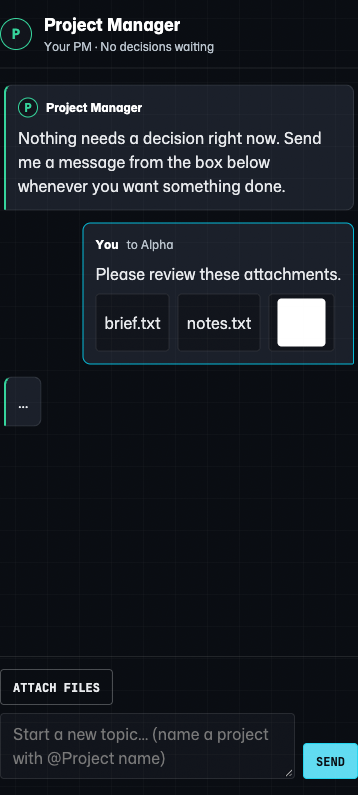 P
Project Manager
Your PM · No decisions waiting
P Project Manager
Nothing needs a decision right now. Send
me a message from the box below
whenever you want something done.
You to Alpha
Please review these attachments.
brief.txt notes.txt
...
ATTACH FILES
Start a new topic... (name a project
with @Project name)
SEND